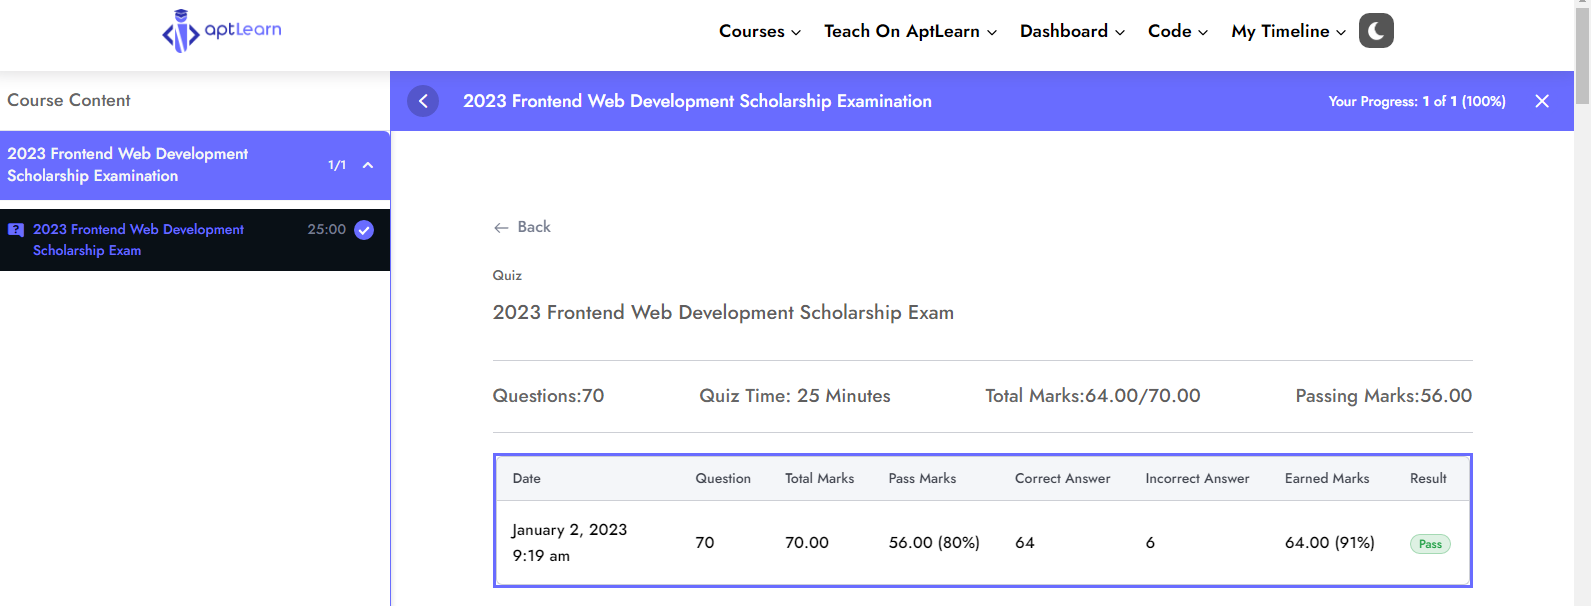 aptLearn
Courses
Teach On AptLearn
Dashboard
Code
My Timeline
Course Content
2023 Frontend Web Development Scholarship Examination
Your Progress: 1 of 1 (100%)
2023 Frontend Web Development
Scholarship Examination
1/1
2023 Frontend Web Development
Scholarship Exam
25:00
Back
Quiz
2023 Frontend Web Development Scholarship Exam
Questions:70
Quiz Time: 25 Minutes
Total Marks:64.00/70.00
Passing Marks:56.00
Date Question Total Marks Pass Marks Correct Answer Incorrect Answer Earned Marks Result
January 2, 2023
9:19 am
70 70.00 56.00 (80%) 64 6 64.00 (91%) Pass